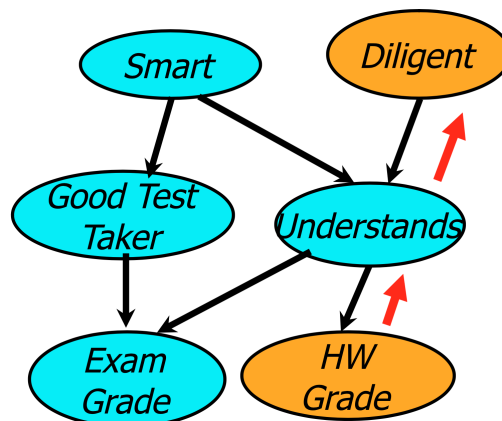 Smart
Diligent
Good Test
Taker
Understands
Exam
Grade
HW
Grade